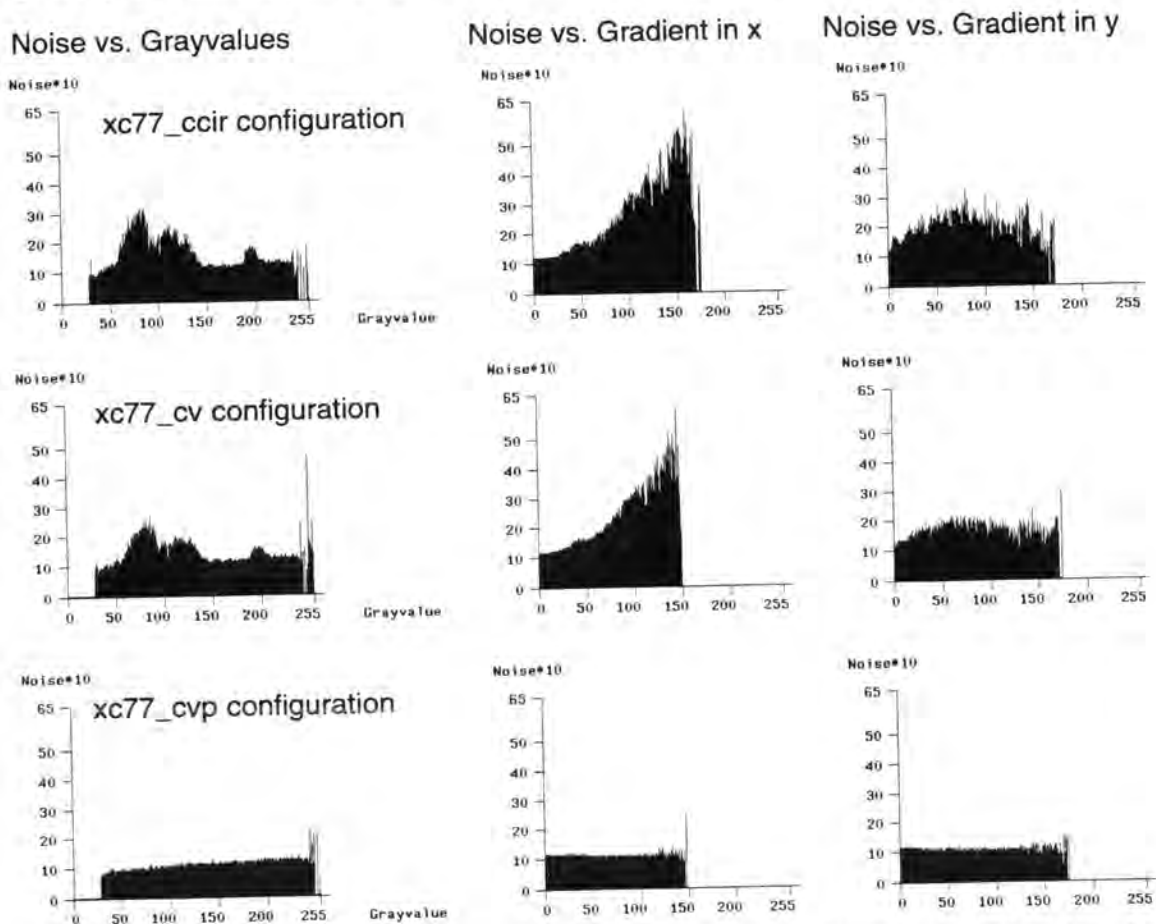 Noise vs. Grayvalues
Noise vs. Gradient in x
Noise vs. Gradient in y
Noise*10
Noise*10
Noise*10
xc77_ccir configuration
65
50
40
30
20
10
0
0 50 100 150 200 255 Grayvalue
65
50
40
30
20
10
0
0 50 100 150 200 255
65
50
40
30
20
10
0
0 50 100 150 200 255
Noise*10
Noise*10
Noise*10
xc77_cv configuration
65
50
40
30
20
10
0
0 50 100 150 200 255 Grayvalue
65
50
40
30
20
10
0
0 50 100 150 200 255
65
50
40
30
20
10
0
0 50 100 150 200 255
Noise*10
Noise*10
Noise*10
xc77_cvp configuration
65
50
40
30
20
10
0
0 50 100 150 200 255 Grayvalue
65
50
40
30
20
10
0
0 50 100 150 200 255
65
50
40
30
20
10
0
0 50 100 150 200 255